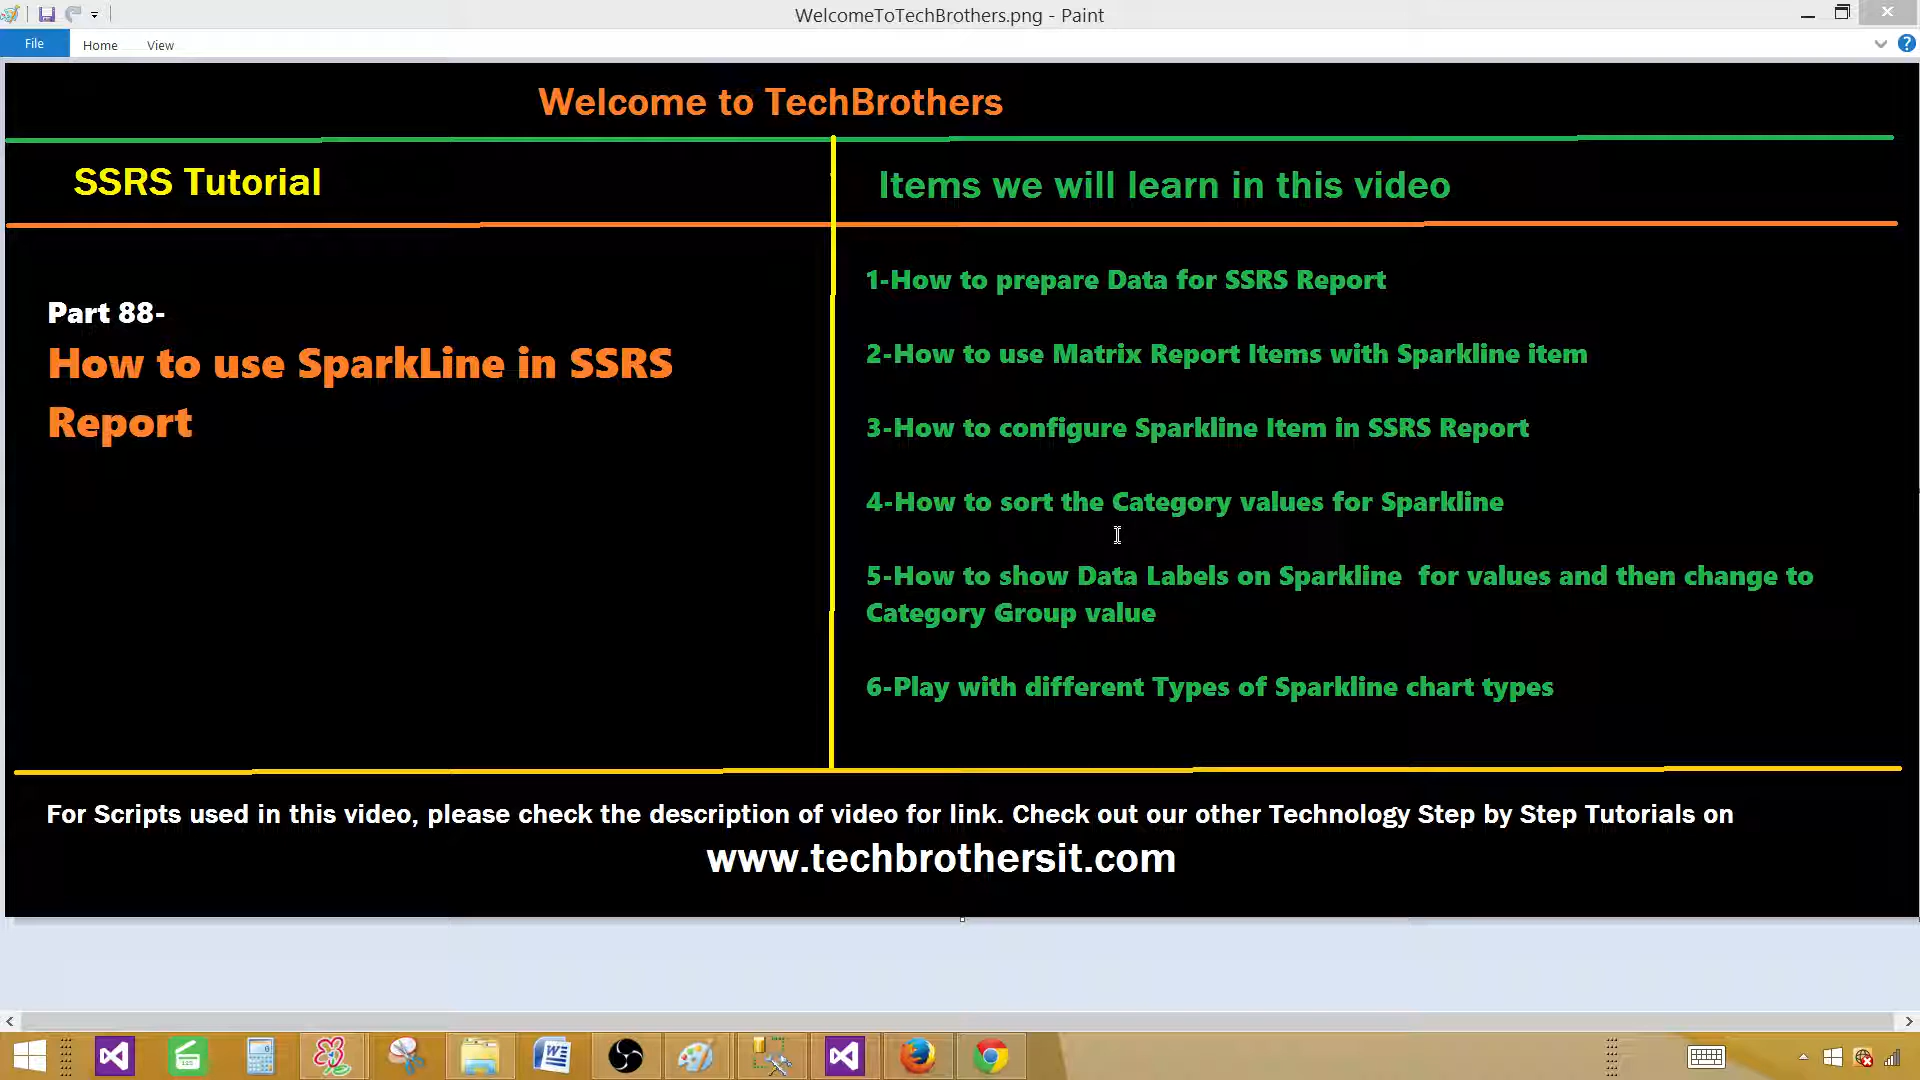 WelcomeToTechBrothers.png - Paint
File
Home
View
Welcome to TechBrothers
SSRS Tutorial
Items we will learn in this video
Part 88-
How to use SparkLine in SSRS
Report
1-How to prepare Data for SSRS Report
2-How to use Matrix Report Items with Sparkline item
3-How to configure Sparkline Item in SSRS Report
4-How to sort the Category values for Sparkline
5-How to show Data Labels on Sparkline  for values and then change to
Category Group value
6-Play with different Types of Sparkline chart types
For Scripts used in this video, please check the description of video for link. Check out our other Technology Step by Step Tutorials on
www.techbrothersit.com